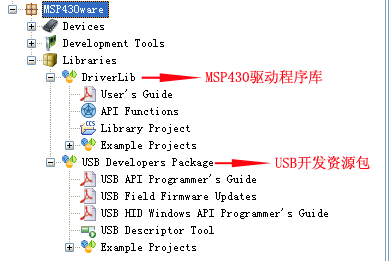 MSP430ware
Devices
Development Tools
Libraries
DriverLib MSP430驱动程序库
User's Guide
API Functions
CCS Library Project
Example Projects
USB Developers Package USB开发资源包
USB API Programmer's Guide
USB Field Firmware Updates
USB HID Windows API Programmer's Guide
USB Descriptor Tool
Example Projects